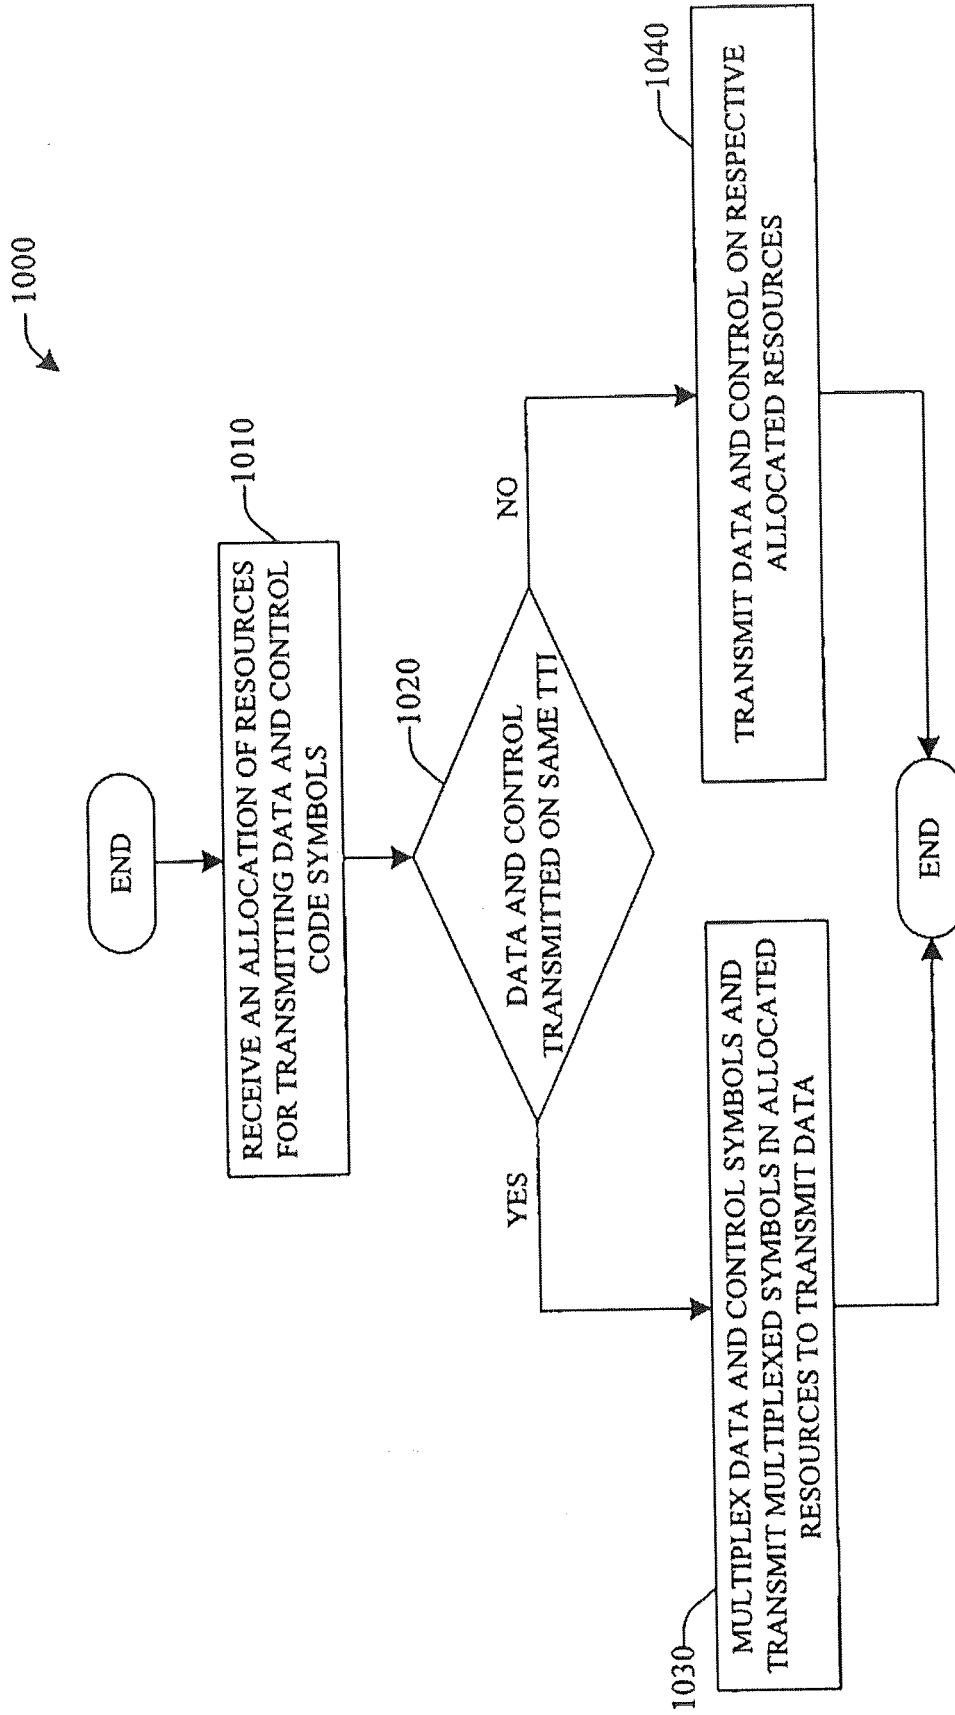 1000
END
1010
RECEIVE AN ALLOCATION OF RESOURCES
FOR TRANSMITTING DATA AND CONTROL
CODE SYMBOLS
1020
DATA AND CONTROL
TRANSMITTED ON SAME TTI
YES
NO
1030
MULTIPLEX DATA AND CONTROL SYMBOLS AND
TRANSMIT MULTIPLEXED SYMBOLS IN ALLOCATED
RESOURCES TO TRANSMIT DATA
1040
TRANSMIT DATA AND CONTROL ON RESPECTIVE
ALLOCATED RESOURCES
END